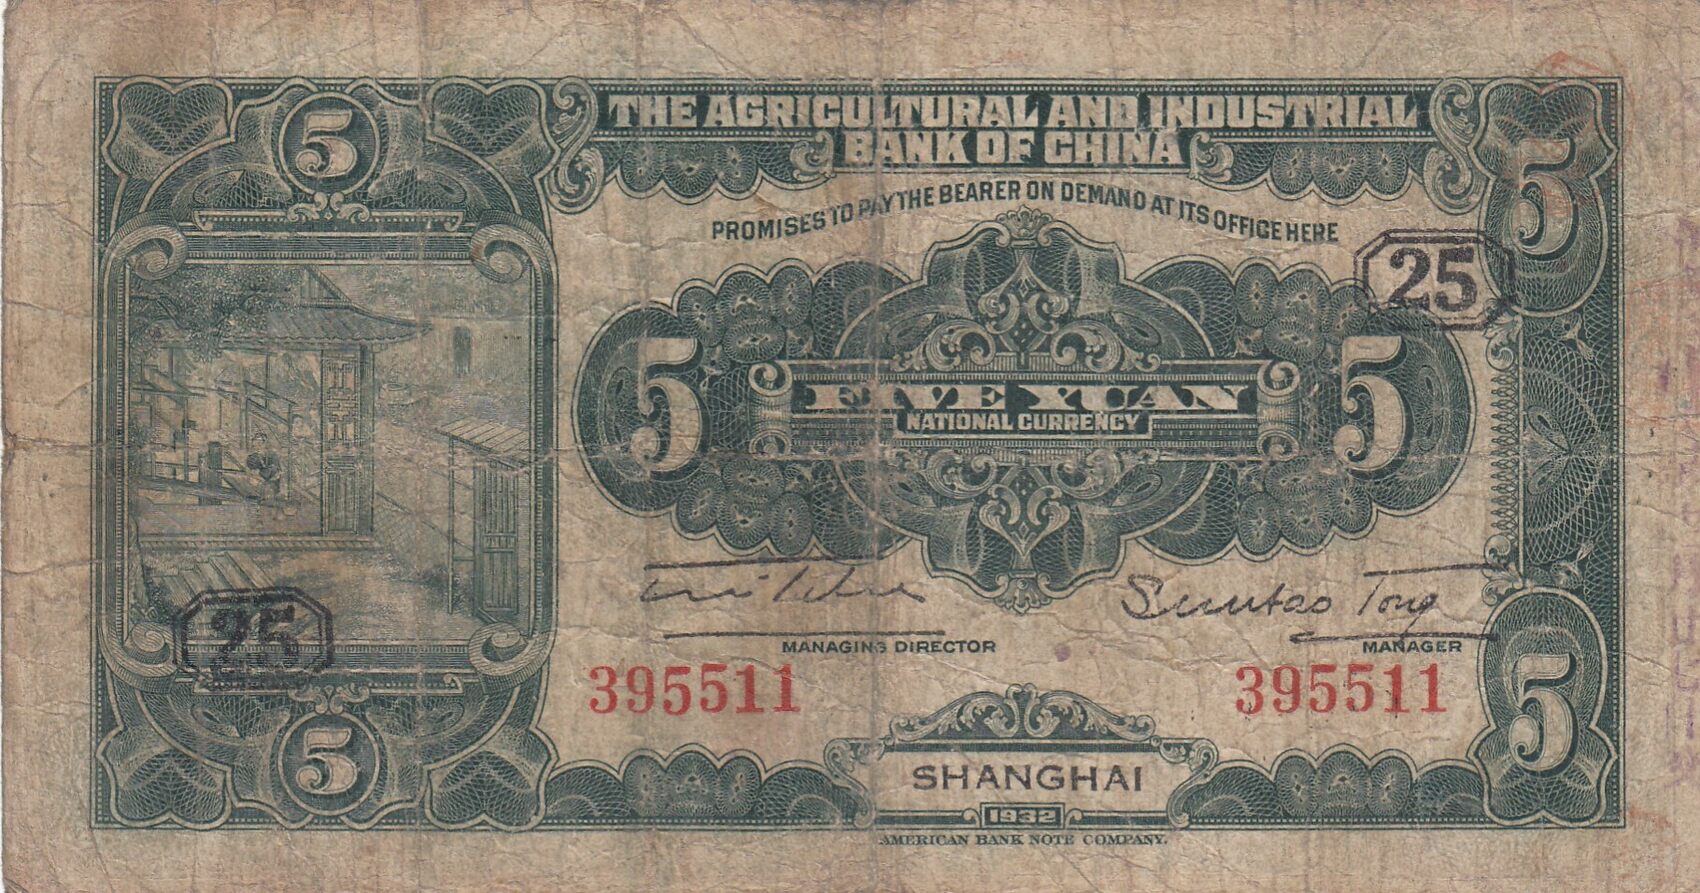 5
THE AGRICULTURAL AND INDUSTRIAL
BANK OF CHINA
5
PROMISES TO PAY THE BEARER ON DEMAND AT ITS OFFICE HERE
25
5
5
FIVE YUAN
NATIONAL CURRENCY
25
Suntao Tong
MANAGING DIRECTOR
MANAGER
395511
395511
5
5
SHANGHAI
1932
AMERICAN BANK NOTE COMPANY.